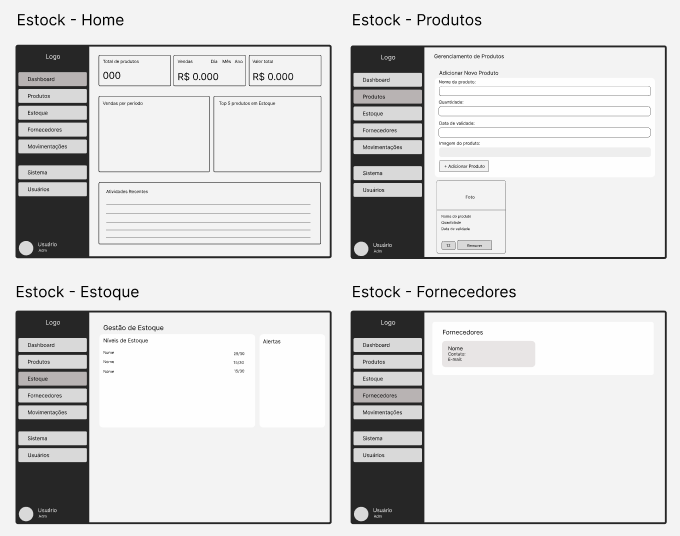 Estock - Home
Logo
Dashboard
Produtos
Estoque
Fornecedores
Movimentações
Sistema
Usuários
Usuário
Adm
Total de produtos
000
Vendas Dia Mês Ano
R$ 0.000
Valor total
R$ 0.000
Vendas por período
Top 5 produtos em Estoque
Atividades Recentes
Estock - Produtos
Logo
Dashboard
Produtos
Estoque
Fornecedores
Movimentações
Sistema
Usuários
Usuário
Adm
Gerenciamento de Produtos
Adicionar Novo Produto
Nome do produto:
Quantidade:
Data de validade:
Imagem do produto:
+ Adicionar Produto
Foto
Nome do produto
Quantidade
Data de validade
Remover
Estock - Estoque
Logo
Dashboard
Produtos
Estoque
Fornecedores
Movimentações
Sistema
Usuários
Usuário
Adm
Gestão de Estoque
Níveis de Estoque
Nome 28/30
Nome 13/30
Nome 15/30
Alertas
Estock - Fornecedores
Logo
Dashboard
Produtos
Estoque
Fornecedores
Movimentações
Sistema
Usuários
Usuário
Adm
Fornecedores
Nome
Contato:
E-mail: